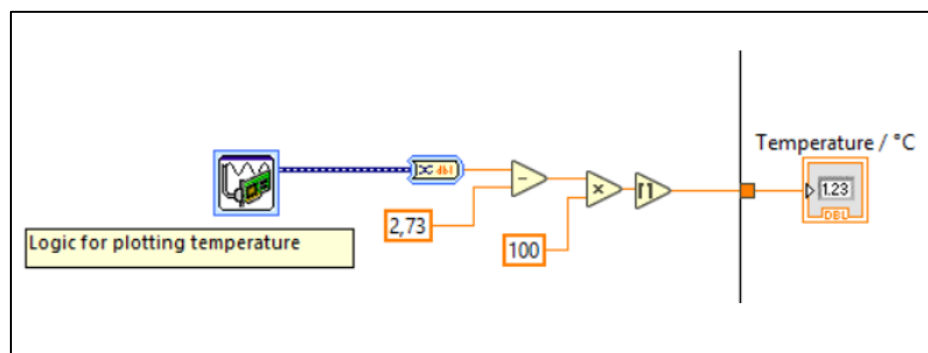 Temperature / °C
dbl
1.23
DBL
2,73
100
Logic for plotting temperature